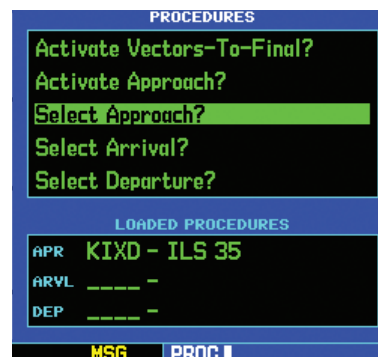 PROCEDURES
Activate Vectors-To-Final?
Activate Approach?
Select Approach?
Select Arrival?
Select Departure?
LOADED PROCEDURES
APR KIXD - ILS 35
ARVL ____ -
DEP ____ -
MSG PROC